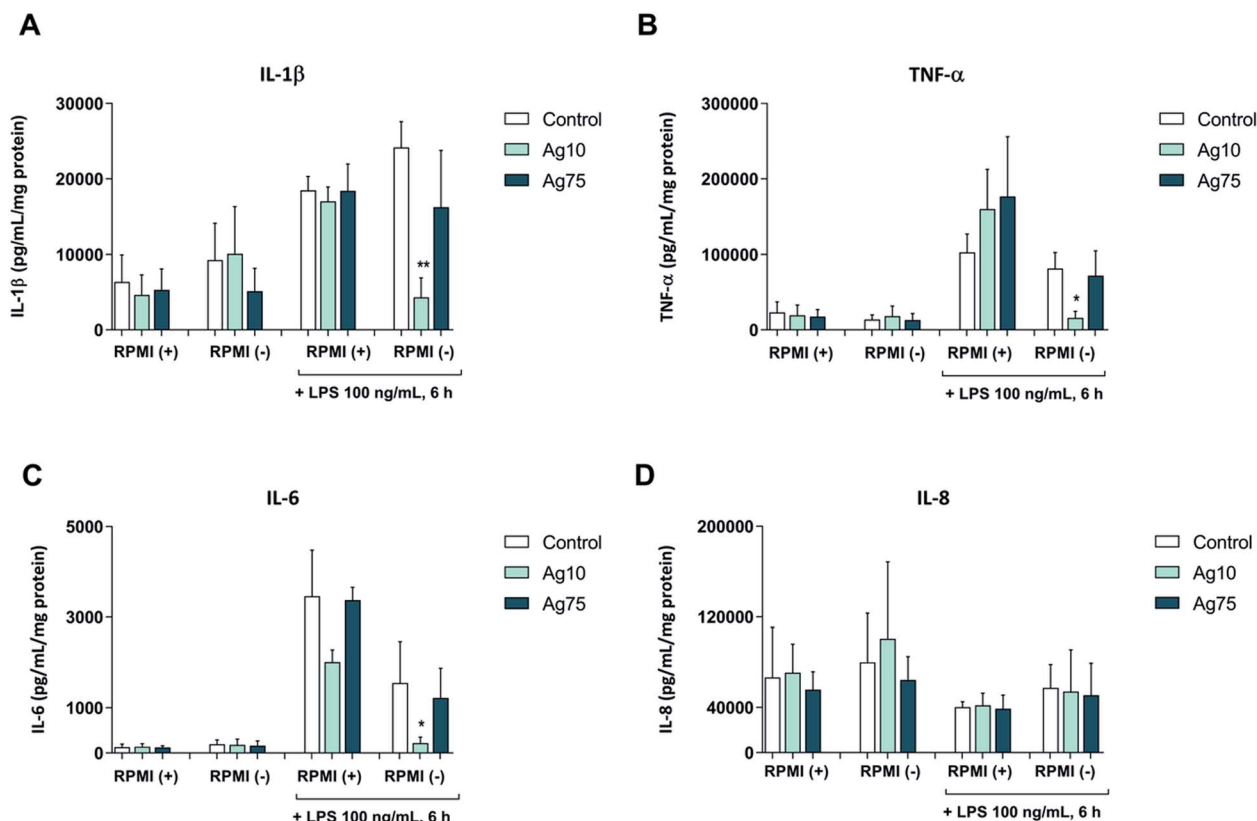 A
IL-1β
IL-1β (pg/mL/mg protein)
30000
20000
10000
0
**
RPMI (+) RPMI (-) RPMI (+) RPMI (-)
+ LPS 100 ng/mL, 6 h
Control
Ag10
Ag75
B
TNF-α
TNF-α (pg/mL/mg protein)
300000
200000
100000
0
*
RPMI (+) RPMI (-) RPMI (+) RPMI (-)
+ LPS 100 ng/mL, 6 h
Control
Ag10
Ag75
C
IL-6
IL-6 (pg/mL/mg protein)
5000
3000
1000
0
*
RPMI (+) RPMI (-) RPMI (+) RPMI (-)
+ LPS 100 ng/mL, 6 h
Control
Ag10
Ag75
D
IL-8
IL-8 (pg/mL/mg protein)
200000
120000
40000
0
RPMI (+) RPMI (-) RPMI (+) RPMI (-)
+ LPS 100 ng/mL, 6 h
Control
Ag10
Ag75